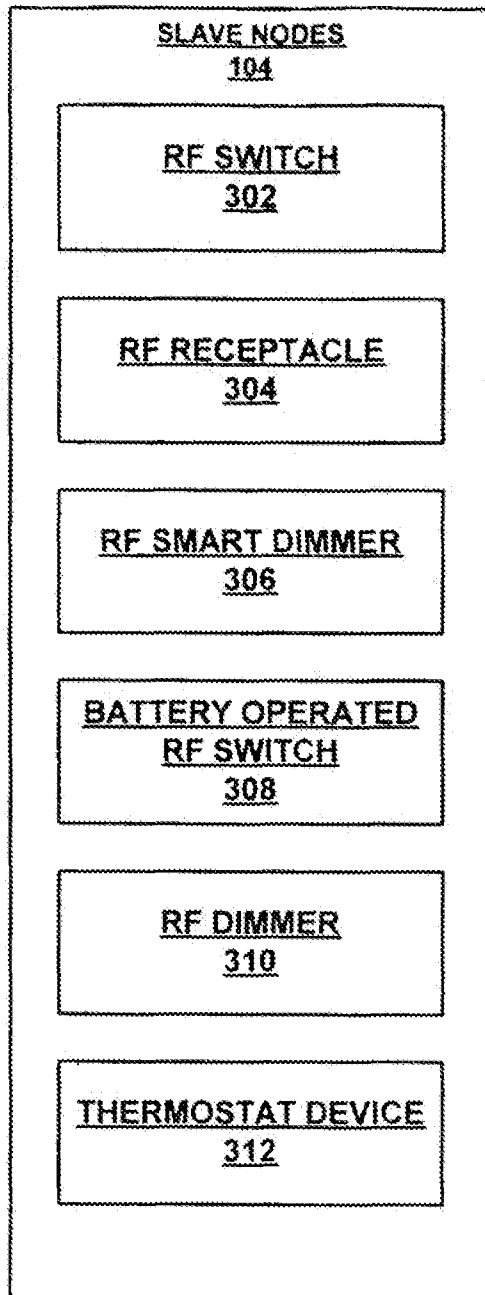 SLAVE NODES
104
RF SWITCH
302
RF RECEPTACLE
304
RF SMART DIMMER
306
BATTERY OPERATED
RF SWITCH
308
RF DIMMER
310
THERMOSTAT DEVICE
312